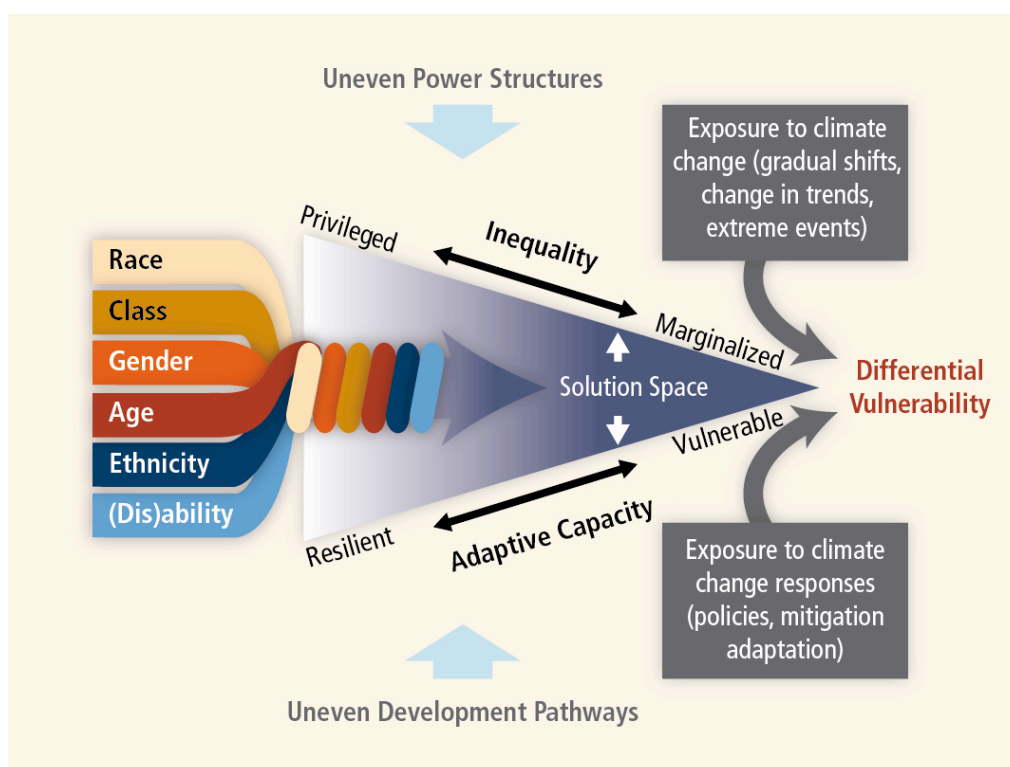 Uneven Power Structures
Exposure to climate
change (gradual shifts,
change in trends,
extreme events)
Privileged
Inequality
Marginalized
Race
Class
Gender
Age
Ethnicity
(Dis)ability
Solution Space
Differential
Vulnerability
Vulnerable
Resilient
Adaptive Capacity
Exposure to climate
change responses
(policies, mitigation
adaptation)
Uneven Development Pathways